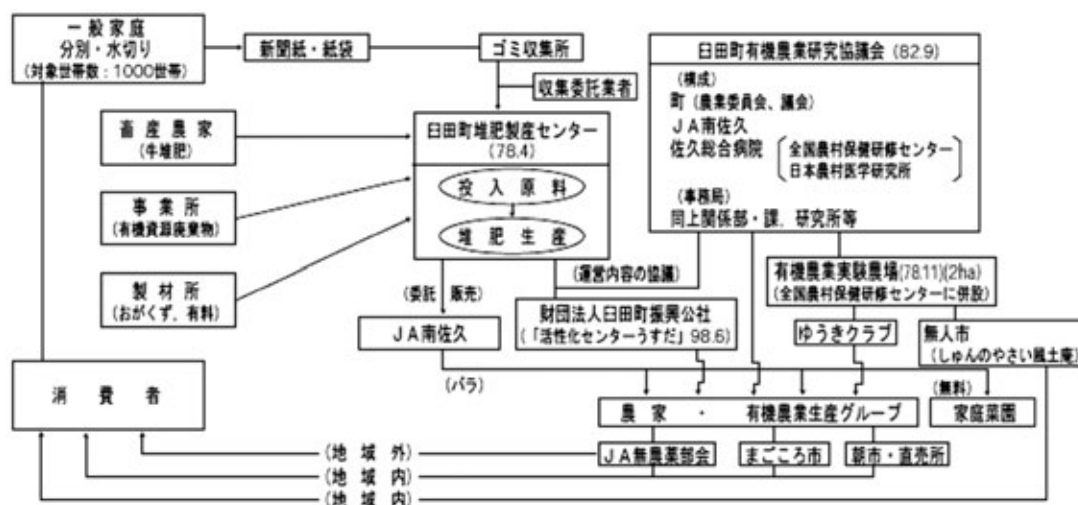 一般家庭
分別・水切り
(対象世帯数:1000世帯)
新聞紙・紙袋
ゴミ収集所
収集委託業者
臼田町有機農業研究協議会 (82.9)
(構成)
町 (農業委員会、議会)
JA南佐久
佐久総合病院
全国農村保健研修センター
日本農村医学研究所
(事務局)
同上関係部・課.研究所等
畜産農家
(牛堆肥)
臼田町堆肥製産センター
(78.4)
投入原料
堆肥生産
事業所
(有機資源廃棄物)
製材所
(おがくず.有料)
(運営内容の協議)
有機農業実験農場(78.11)(2ha)
(全国農村保健研修センターに併設)
(委託 販売)
JA南佐久
財団法人臼田町振興公社
(「活性化センターうすだ」98.6)
ゆうきクラブ
無人市
(しゅんのやさい風土庵)
(バラ)
(無料)
消費者
農家・有機農業生産グループ
家庭菜園
(地域外)
JA無農薬部会
まごころ市
朝市・直売所
(地域内)
(地域内)